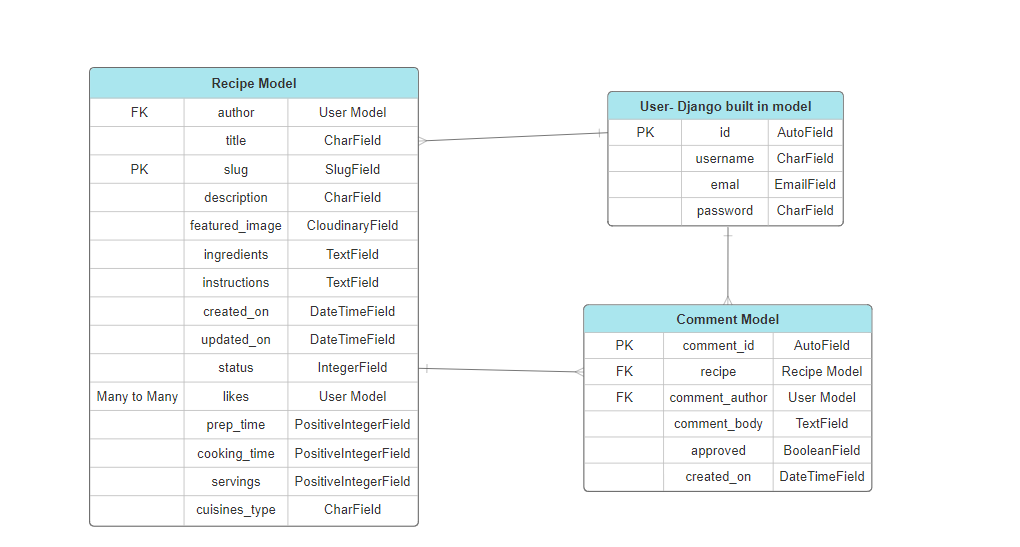 Recipe Model
FK author User Model
title CharField
PK slug SlugField
description CharField
featured_image CloudinaryField
ingredients TextField
instructions TextField
created_on DateTimeField
updated_on DateTimeField
status IntegerField
Many to Many likes User Model
prep_time PositiveIntegerField
cooking_time PositiveIntegerField
servings PositiveIntegerField
cuisines_type CharField
User- Django built in model
PK id AutoField
username CharField
emal EmailField
password CharField
Comment Model
PK comment_id AutoField
FK recipe Recipe Model
FK comment_author User Model
comment_body TextField
approved BooleanField
created_on DateTimeField